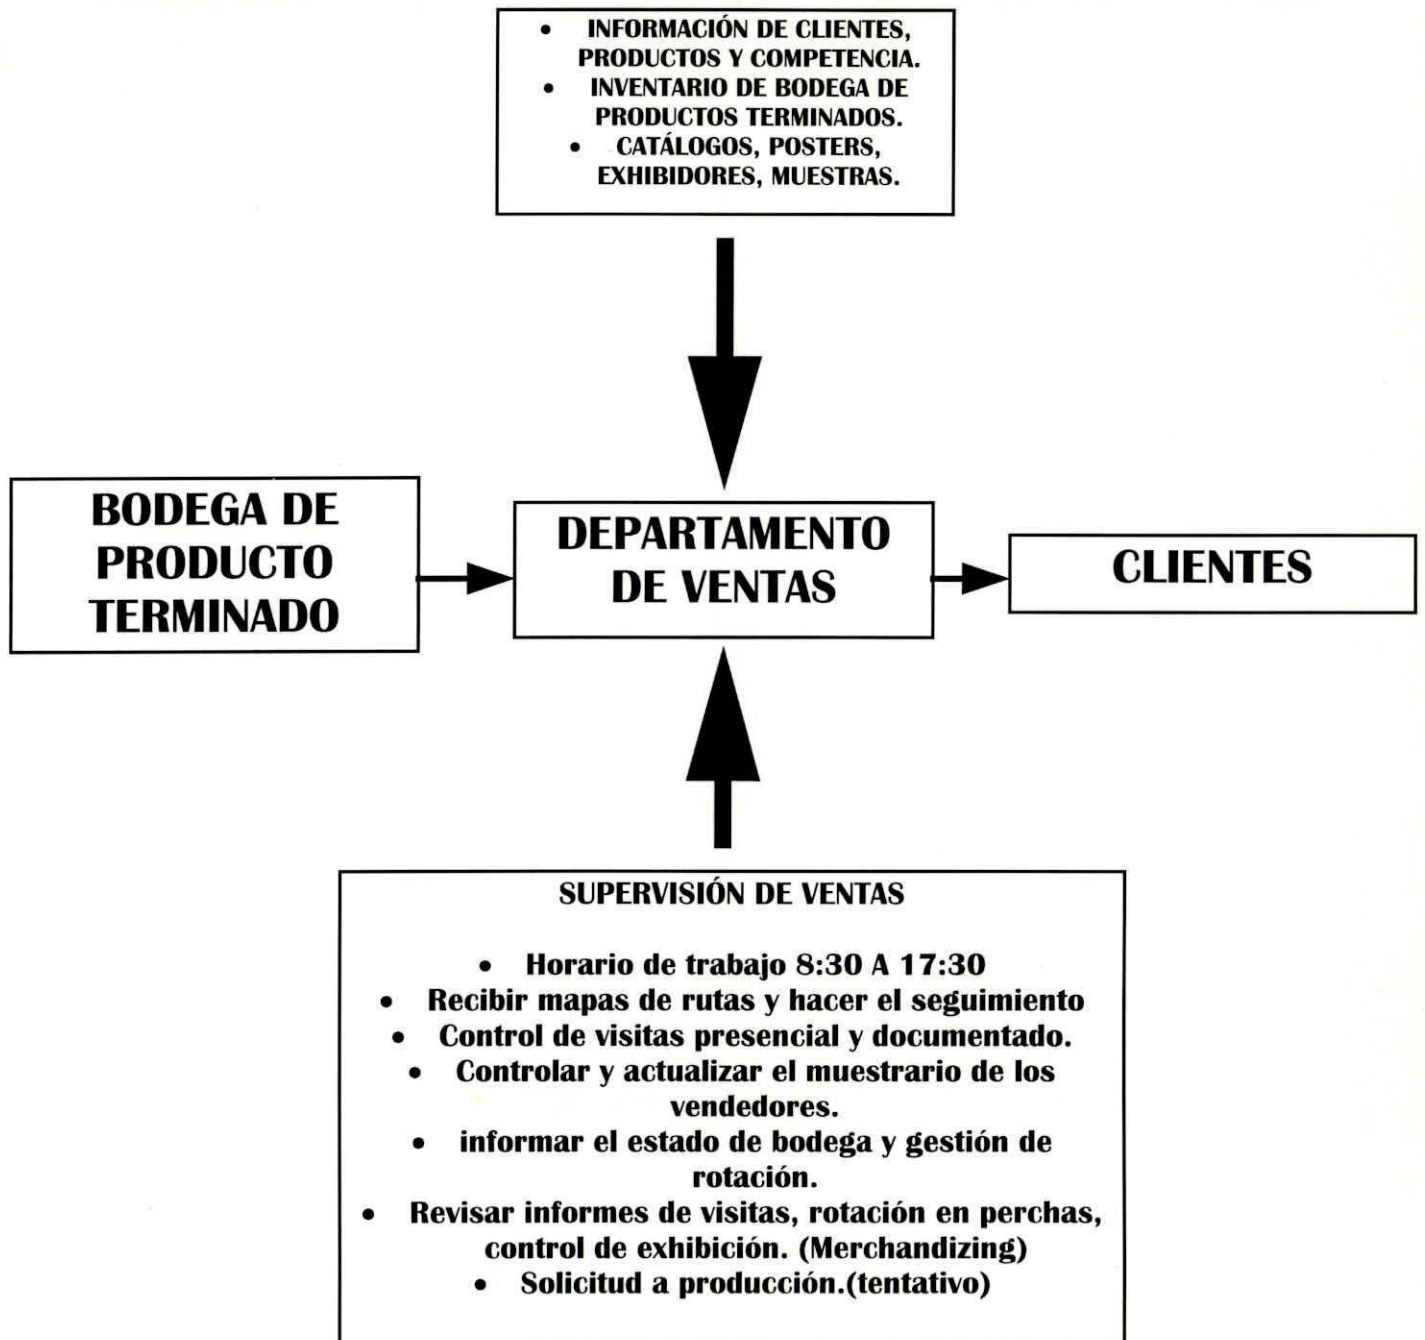 • INFORMACIÓN DE CLIENTES,
PRODUCTOS Y COMPETENCIA.
• INVENTARIO DE BODEGA DE
PRODUCTOS TERMINADOS.
• CATÁLOGOS, POSTERS,
EXHIBIDORES, MUESTRAS.
BODEGA DE
PRODUCTO
TERMINADO
DEPARTAMENTO
DE VENTAS
CLIENTES
SUPERVISIÓN DE VENTAS
• Horario de trabajo 8:30 A 17:30
• Recibir mapas de rutas y hacer el seguimiento
• Control de visitas presencial y documentado.
• Controlar y actualizar el muestrario de los
vendedores.
• informar el estado de bodega y gestión de
rotación.
• Revisar informes de visitas, rotación en perchas,
control de exhibición. (Merchandizing)
• Solicitud a producción.(tentativo)